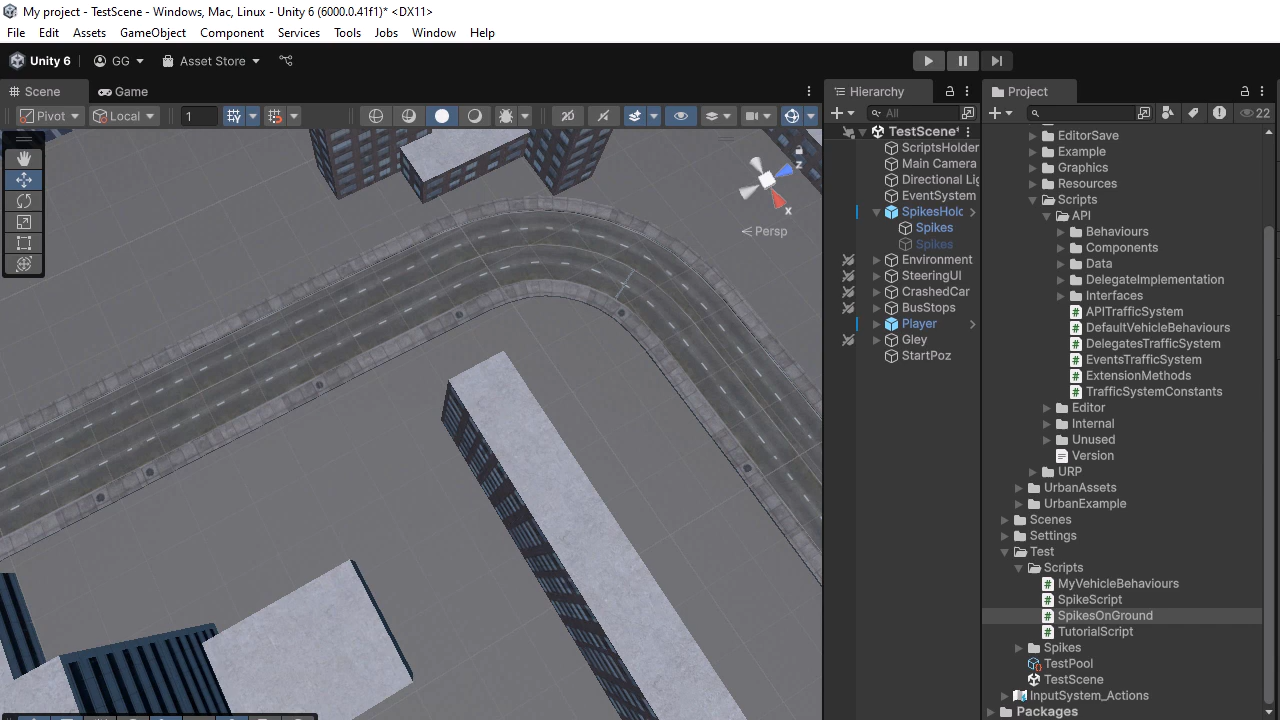 My project - TestScene - Windows, Mac, Linux - Unity 6 (6000.0.41f1)* <DX11>
File Edit Assets GameObject Component Services Tools Jobs Window Help
Unity 6 GG Asset Store
Scene Game
Pivot Local 1 2D
z
x
Persp
Hierarchy
All
TestScene*
ScriptsHolder
Main Camera
Directional Lig
EventSystem
SpikesHolc
Spikes
Spikes
Environment
SteeringUI
CrashedCar
BusStops
Player
Gley
StartPoz
Project
22
EditorSave
Example
Graphics
Resources
Scripts
API
Behaviours
Components
Data
DelegateImplementation
Interfaces
APITrafficSystem
DefaultVehicleBehaviours
DelegatesTrafficSystem
EventsTrafficSystem
ExtensionMethods
TrafficSystemConstants
Editor
Internal
Unused
Version
URP
UrbanAssets
UrbanExample
Scenes
Settings
Test
Scripts
MyVehicleBehaviours
SpikeScript
SpikesOnGround
TutorialScript
Spikes
TestPool
TestScene
InputSystem_Actions
Packages